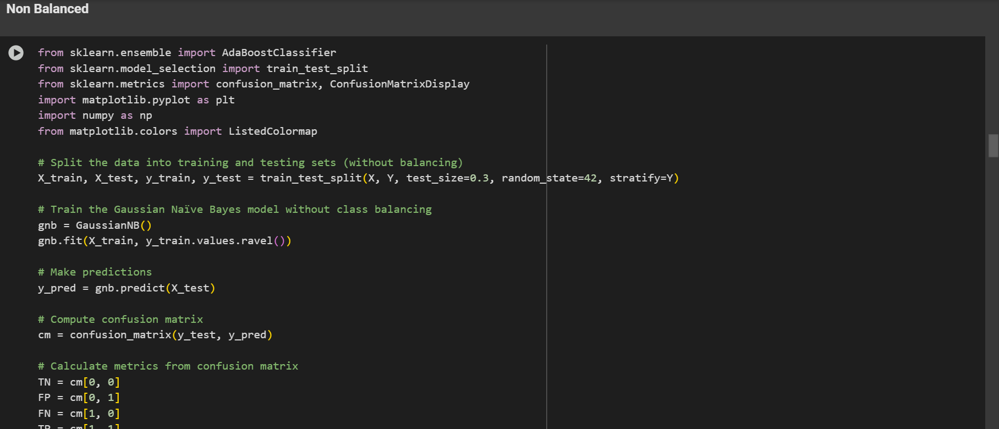 Non Balanced
from sklearn.ensemble import AdaBoostClassifier
from sklearn.model_selection import train_test_split
from sklearn.metrics import confusion_matrix, ConfusionMatrixDisplay
import matplotlib.pyplot as plt
import numpy as np
from matplotlib.colors import ListedColormap
# Split the data into training and testing sets (without balancing)
X_train, X_test, y_train, y_test = train_test_split(X, Y, test_size=0.3, random_state=42, stratify=Y)
# Train the Gaussian Naïve Bayes model without class balancing
gnb = GaussianNB()
gnb.fit(X_train, y_train.values.ravel())
# Make predictions
y_pred = gnb.predict(X_test)
# Compute confusion matrix
cm = confusion_matrix(y_test, y_pred)
# Calculate metrics from confusion matrix
TN = cm[0, 0]
FP = cm[0, 1]
FN = cm[1, 0]
TP = cm[1, 1]